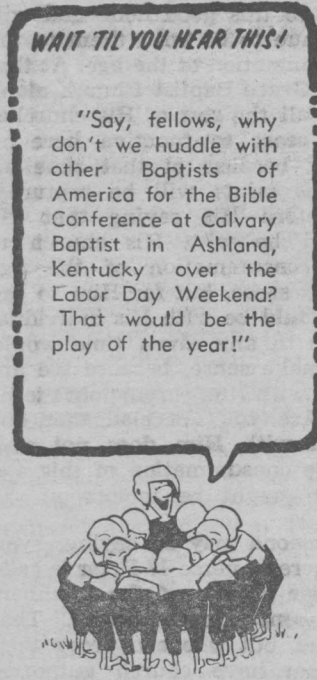 WAIT 'TIL YOU HEAR THIS!
"Say, fellows, why
don't we huddle with
other Baptists of
America for the Bible
Conference at Calvary
Baptist in Ashland,
Kentucky over the
Labor Day Weekend?
That would be the
play of the year!"